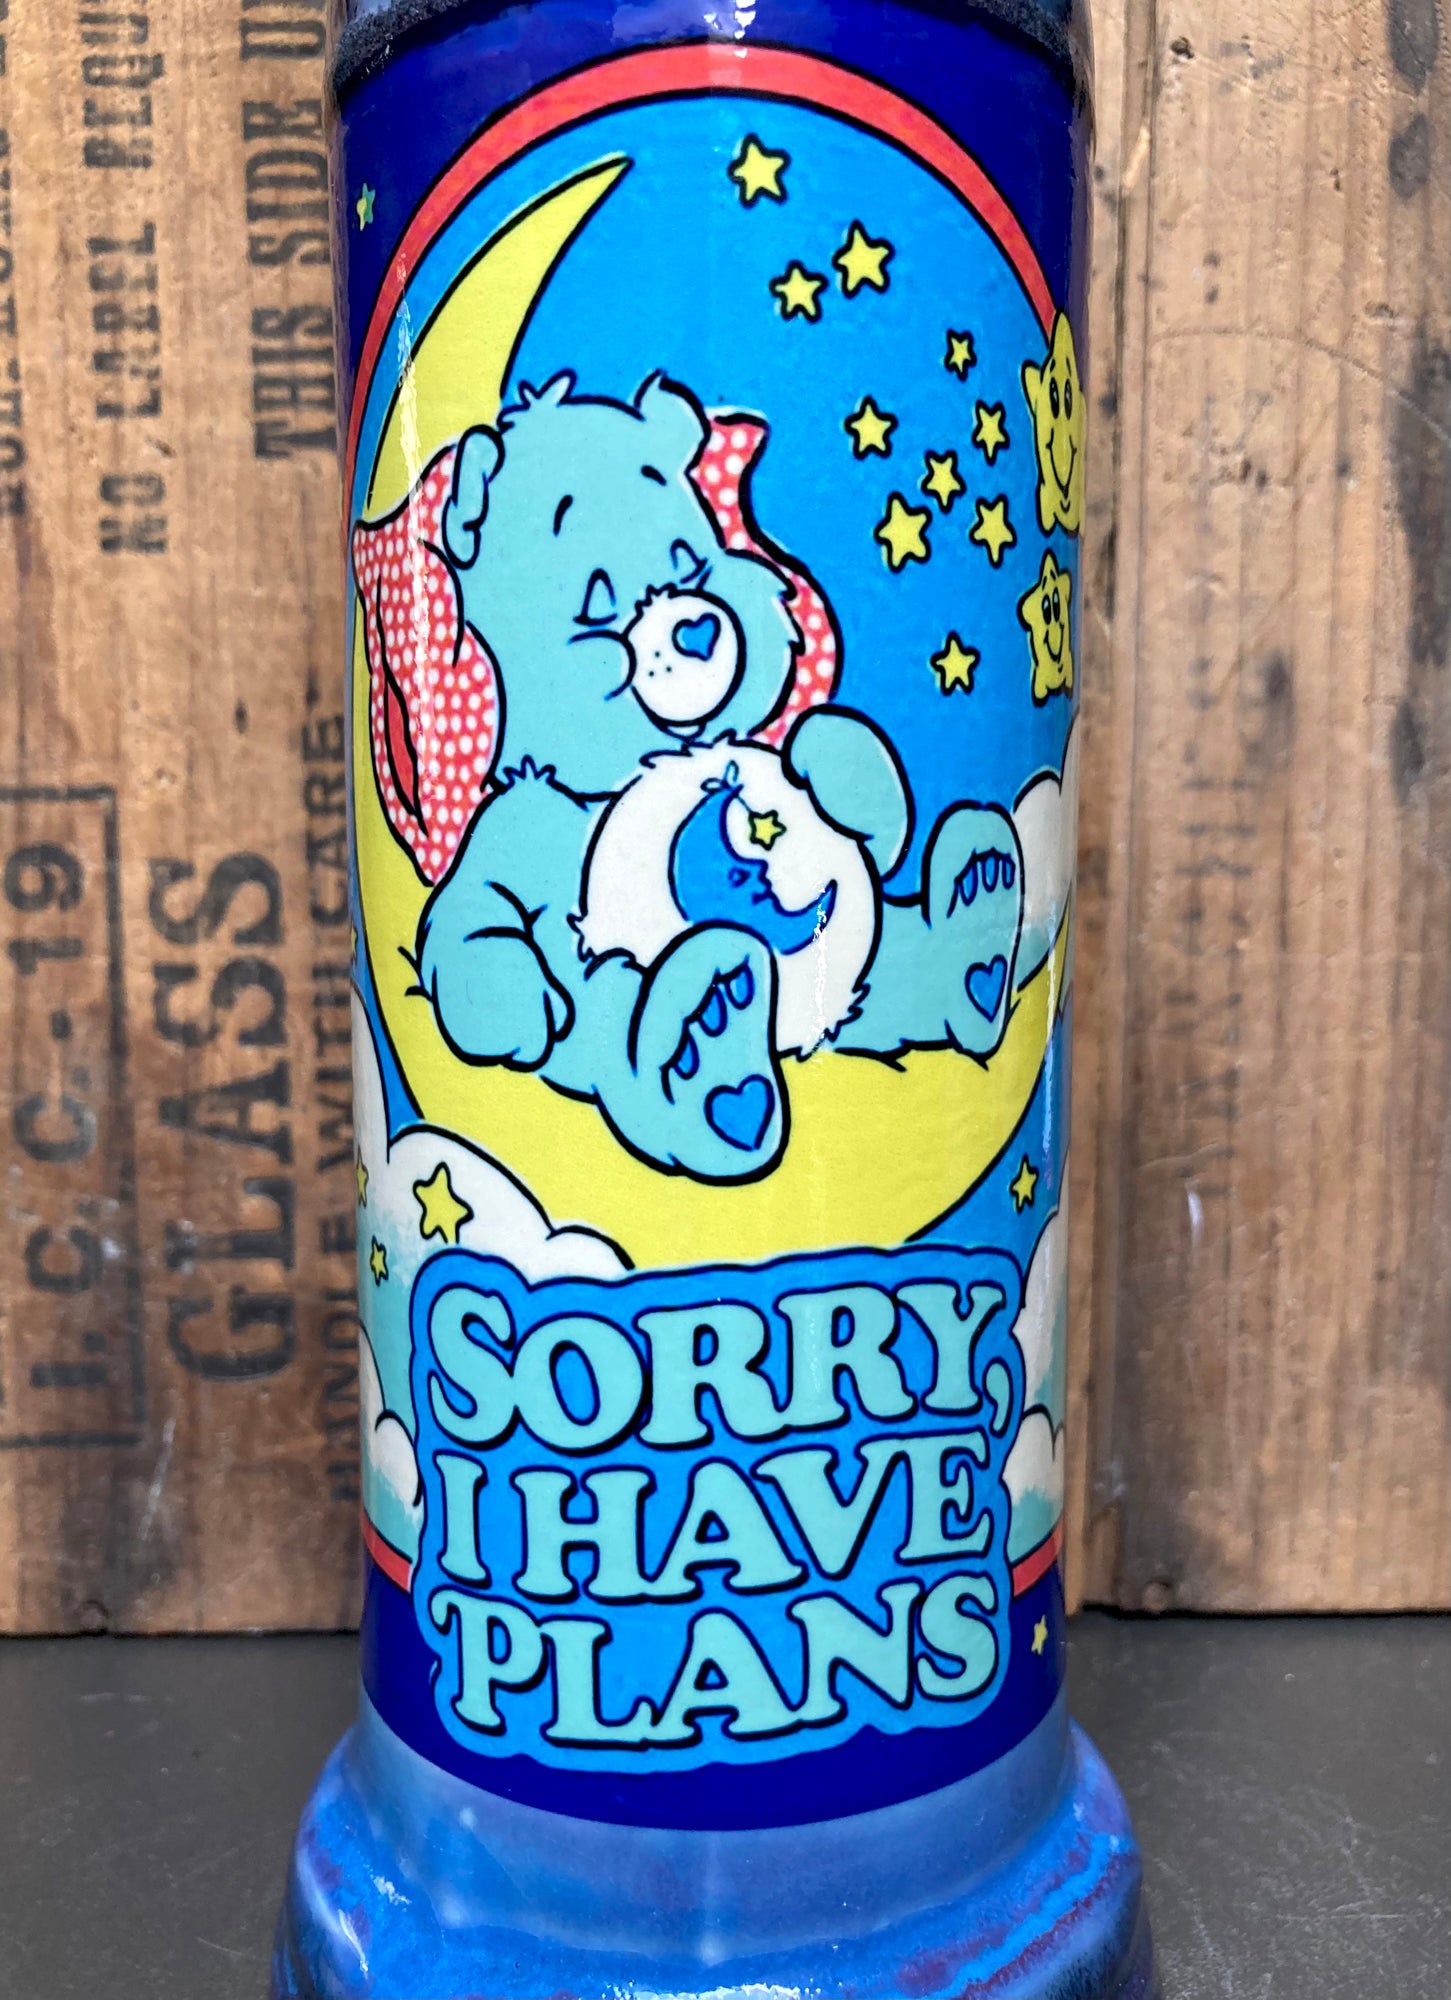 SORRY,
I HAVE
PLANS
NO LABEL REQU
THIS SIDE U
I.C.C.-19
GLASS
HANDLE WITH CARE